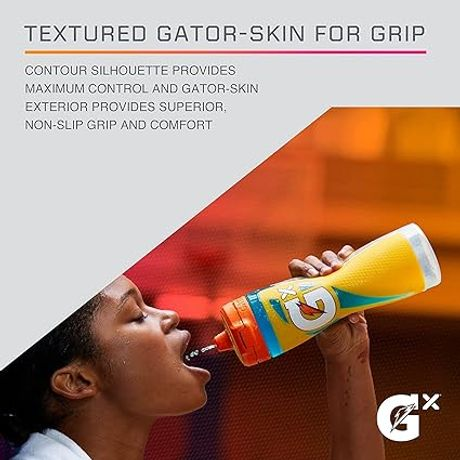 TEXTURED GATOR-SKIN FOR GRIP
CONTOUR SILHOUETTE PROVIDES
MAXIMUM CONTROL AND GATOR-SKIN
EXTERIOR PROVIDES SUPERIOR,
NON-SLIP GRIP AND COMFORT
Gx
Gx